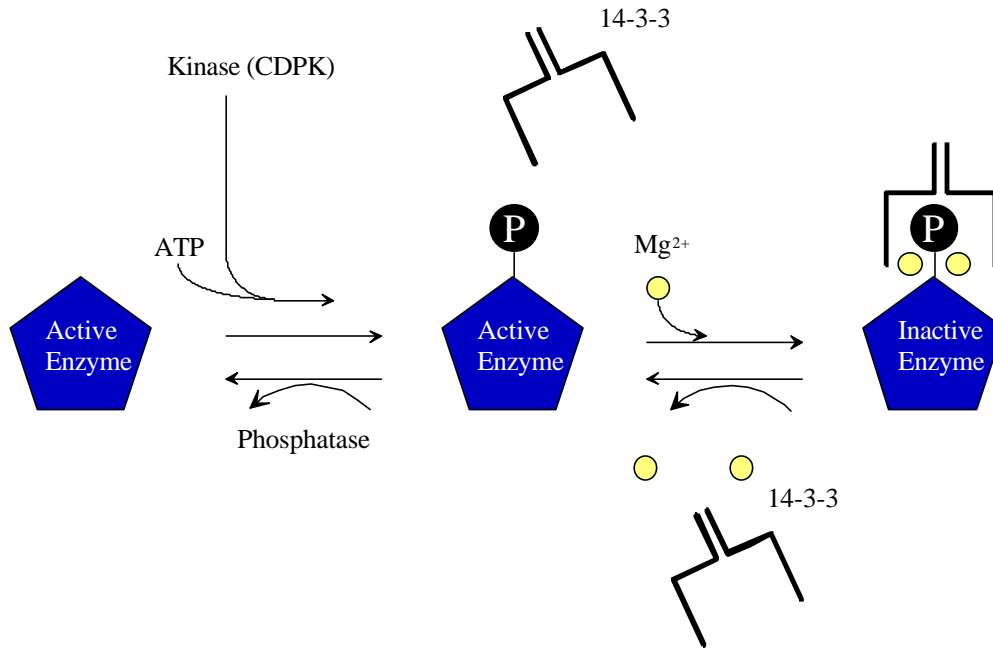 14-3-3
Kinase (CDPK)
P
P
ATP
Mg2+
Active
Enzyme
Active
Enzyme
Inactive
Enzyme
Phosphatase
14-3-3